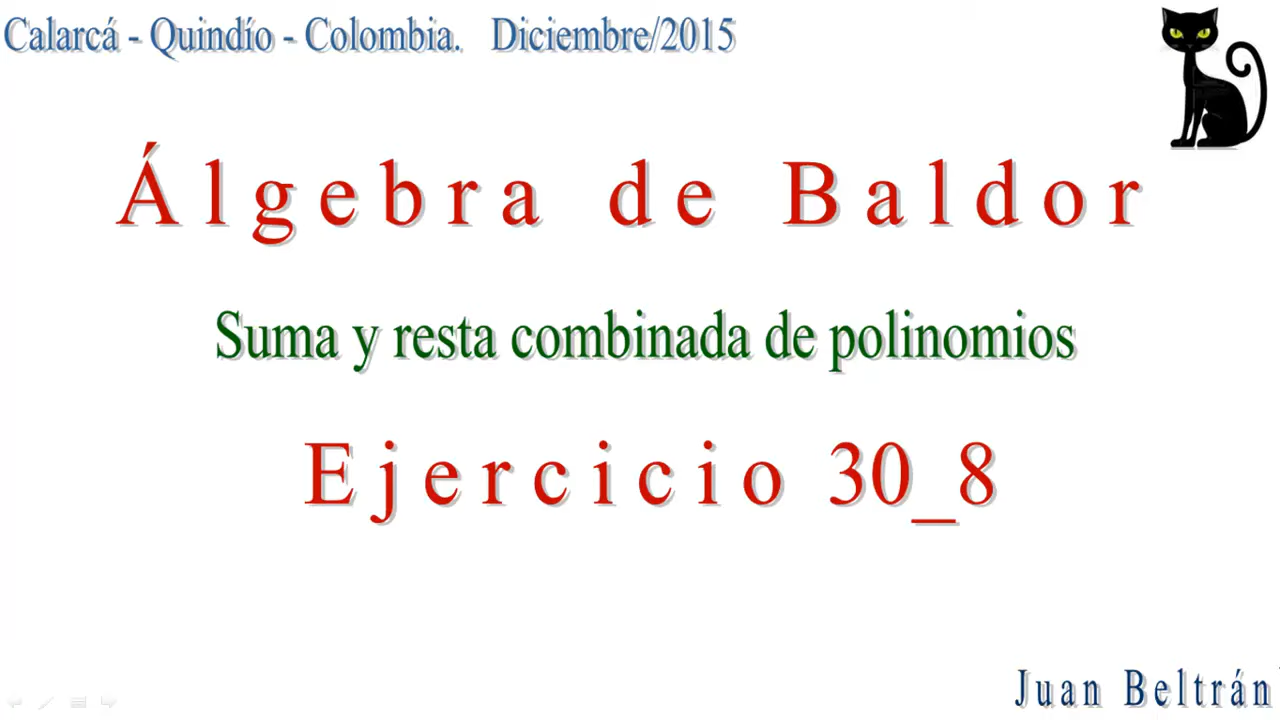 Calarcá - Quindío - Colombia. Diciembre/2015
Álgebra de Baldor
Suma y resta combinada de polinomios
Ejercicio 30_8
Juan Beltrán